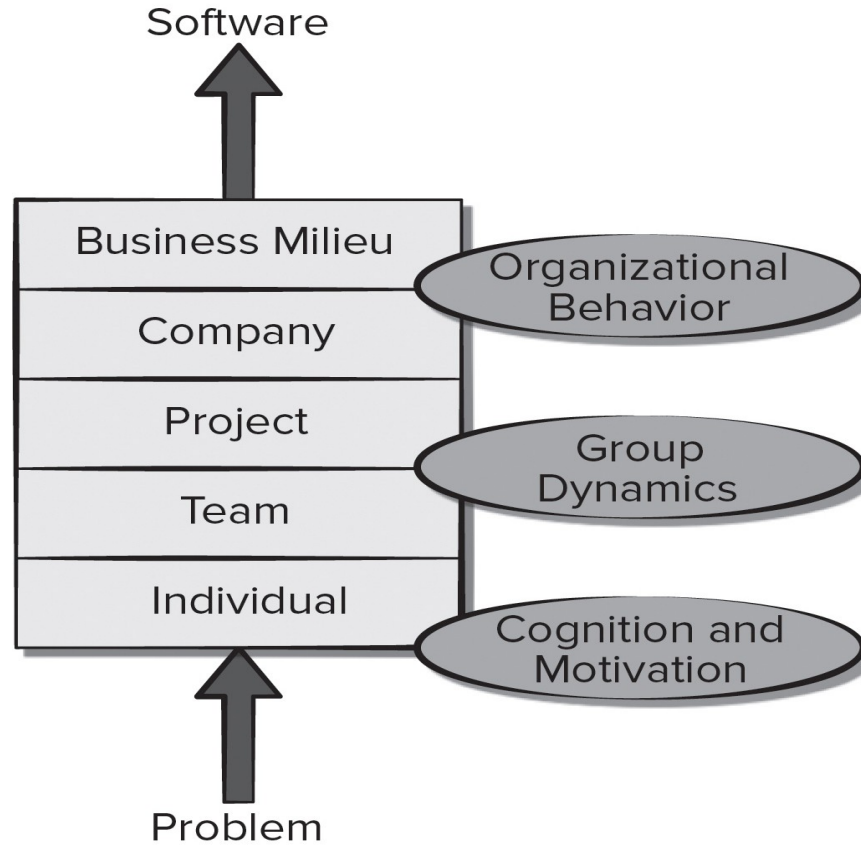 Software
Business Milieu
Organizational
Behavior
Company
Project
Group
Dynamics
Team
Individual
Cognition and
Motivation
Problem